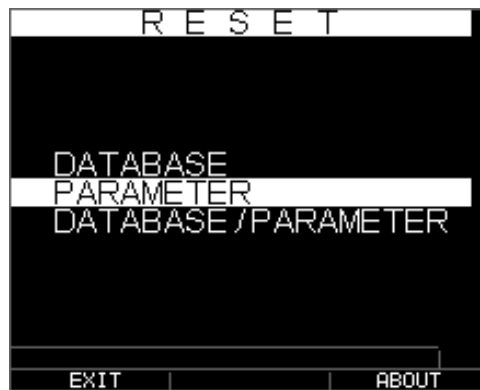 R E S E T
DATABASE
PARAMETER
DATABASE/PARAMETER
EXIT ABOUT